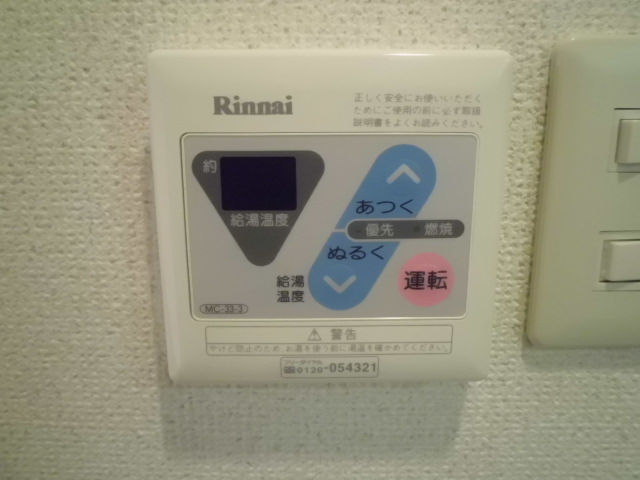 Rinnai
正しく安全にお使いいただく
ためにご使用の前に必ず取扱
説明書をよくお読みください。
約
給湯温度
あつく
優先 燃焼
ぬるく
給湯
温度
運転
MC-33-3
⚠警告
やけど防止のため、お湯を使う前に湯温を確かめてください。
フリーダイヤル
0120-054321